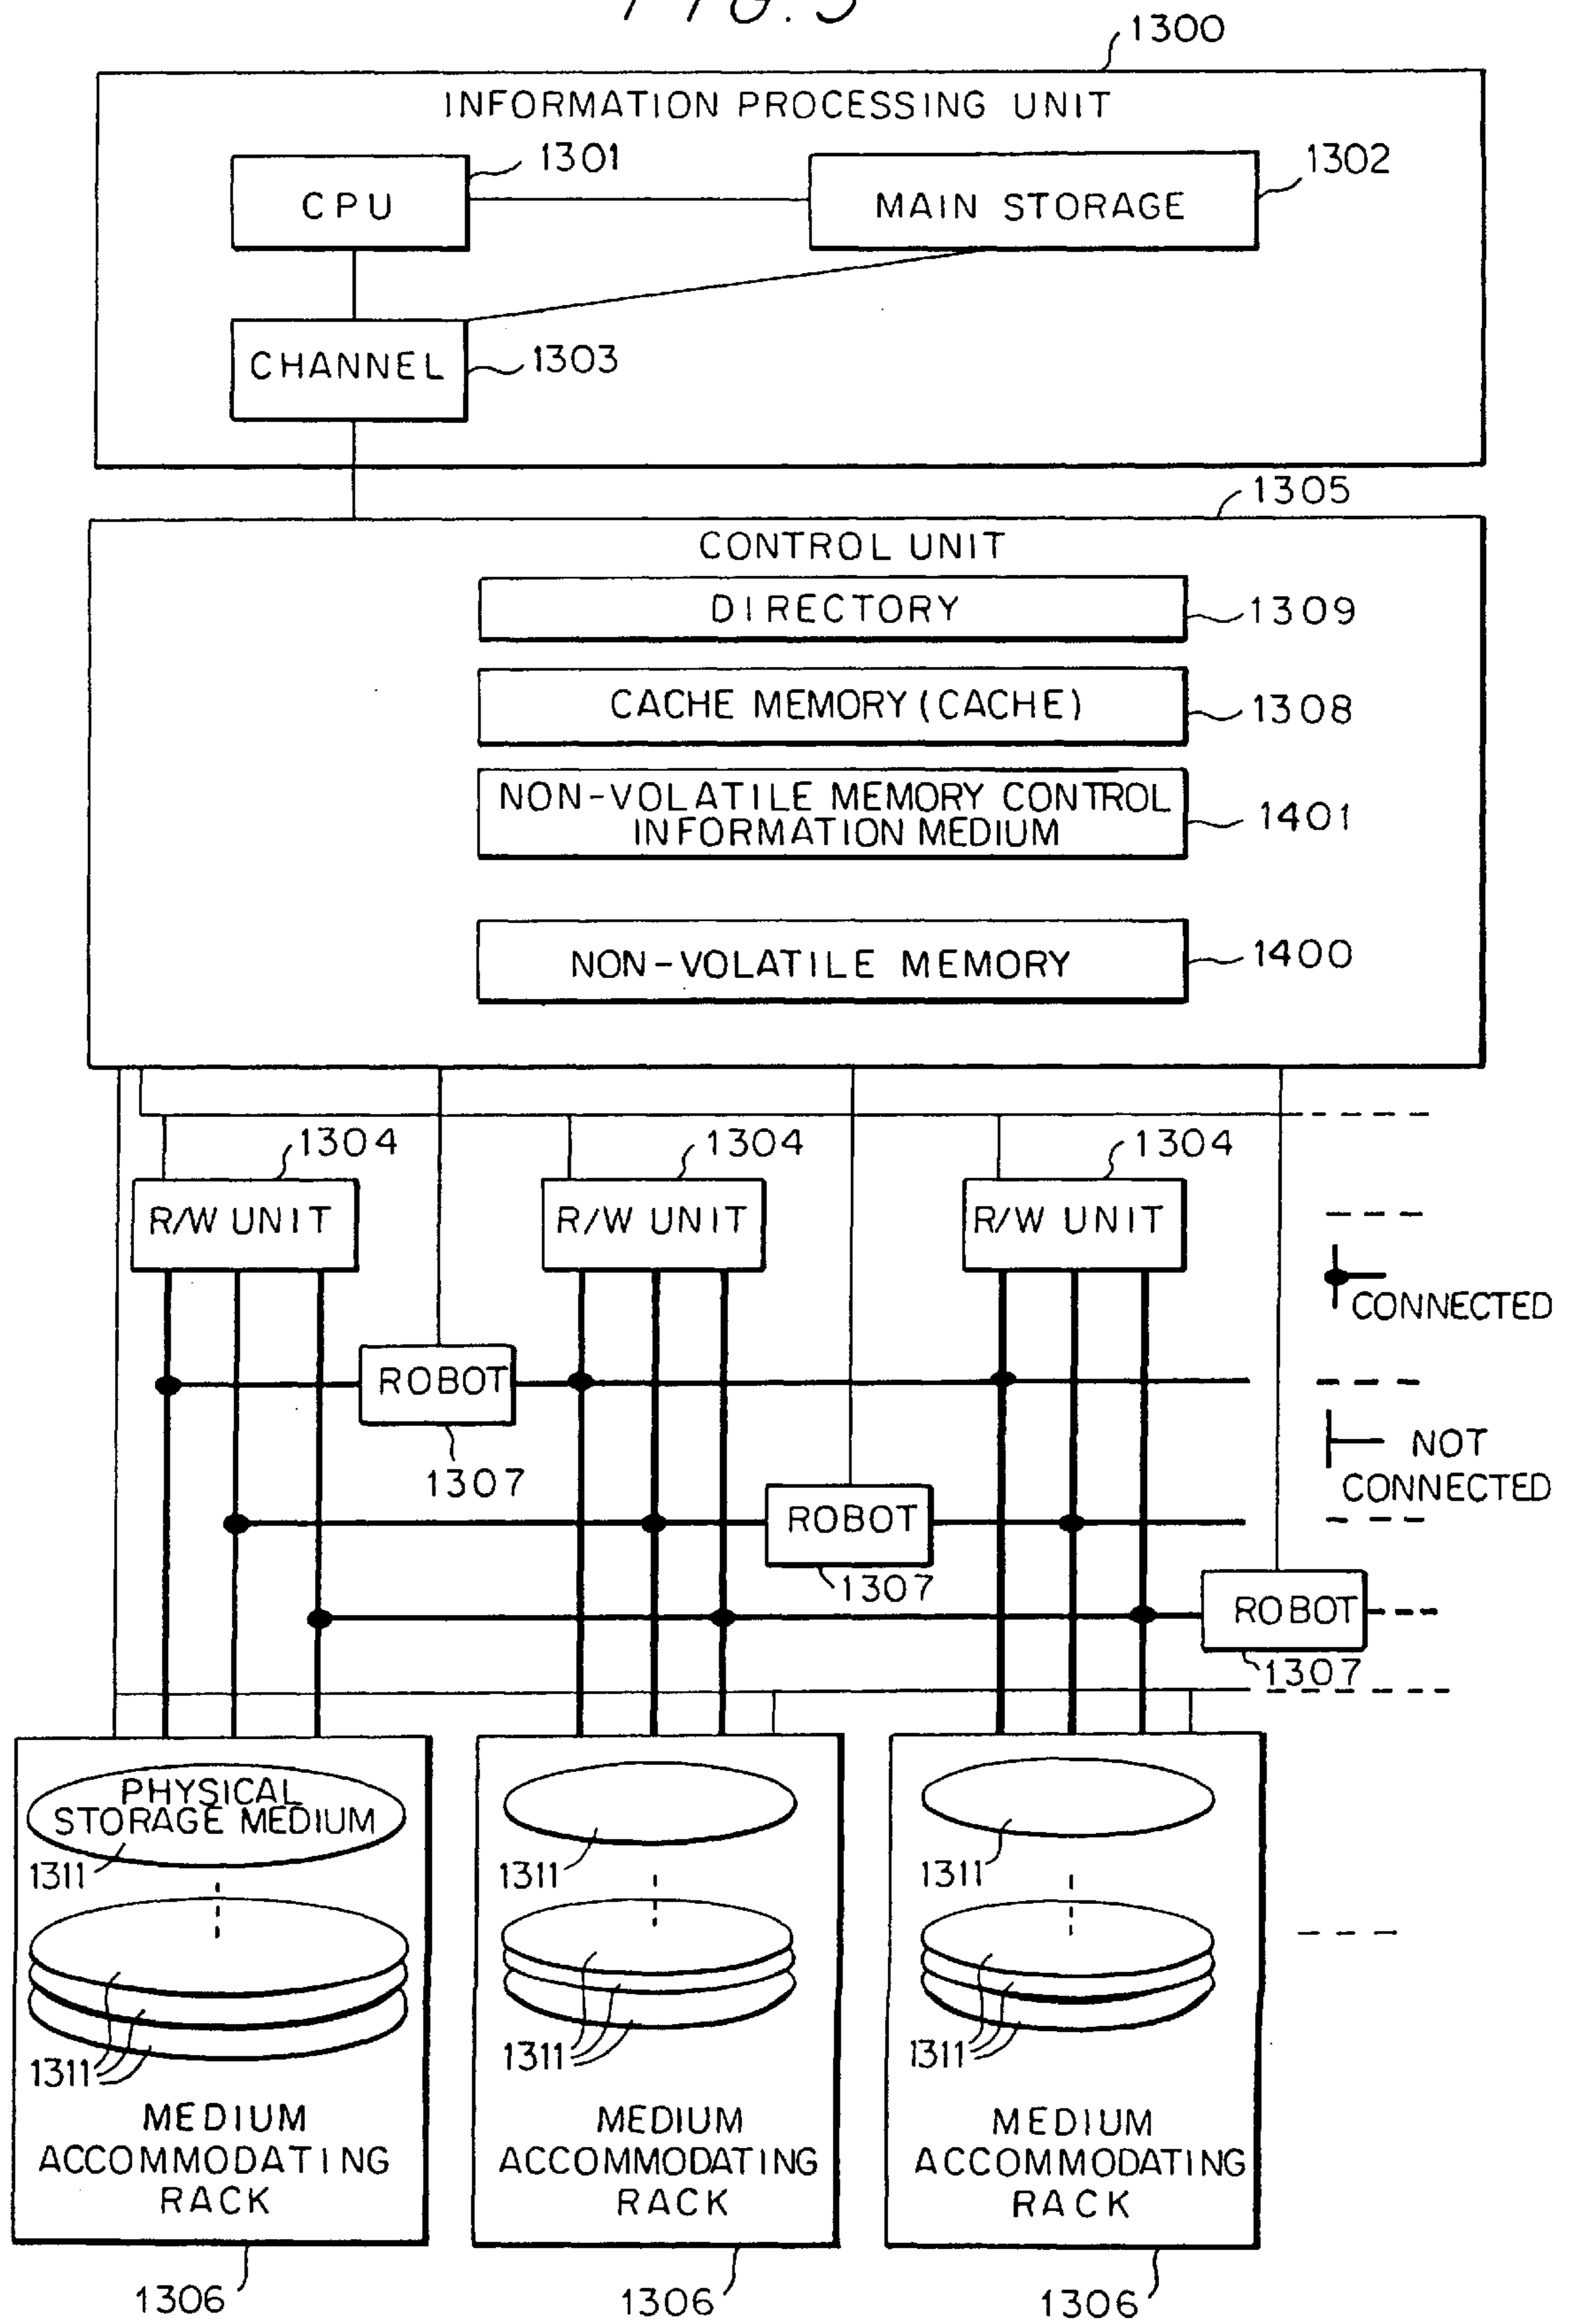 FIG. 5
1300
INFORMATION PROCESSING UNIT
1301
1302
CPU
MAIN STORAGE
CHANNEL
1303
1305
CONTROL UNIT
DIRECTORY
1309
CACHE MEMORY (CACHE)
1308
NON-VOLATILE MEMORY CONTROL
INFORMATION MEDIUM
1401
NON-VOLATILE MEMORY
1400
1304
1304
1304
R/W UNIT
R/W UNIT
R/W UNIT
CONNECTED
ROBOT
1307
NOT
CONNECTED
ROBOT
1307
ROBOT
1307
PHYSICAL
STORAGE MEDIUM
1311
1311
1311
1311
1311
1311
MEDIUM
ACCOMMODATING
RACK
MEDIUM
ACCOMMODATING
RACK
MEDIUM
ACCOMMODATING
RACK
1306
1306
1306